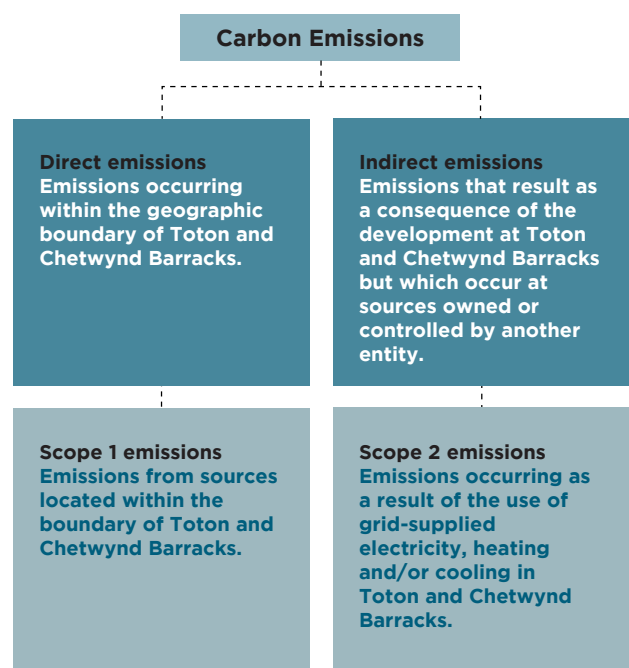 Carbon Emissions
Direct emissions
Emissions occurring
within the geographic
boundary of Toton and
Chetwynd Barracks.
Indirect emissions
Emissions that result as
a consequence of the
development at Toton
and Chetwynd Barracks
but which occur at
sources owned or
controlled by another
entity.
Scope 1 emissions
Emissions from sources
located within the
boundary of Toton and
Chetwynd Barracks.
Scope 2 emissions
Emissions occurring as
a result of the use of
grid-supplied
electricity, heating
and/or cooling in
Toton and Chetwynd
Barracks.